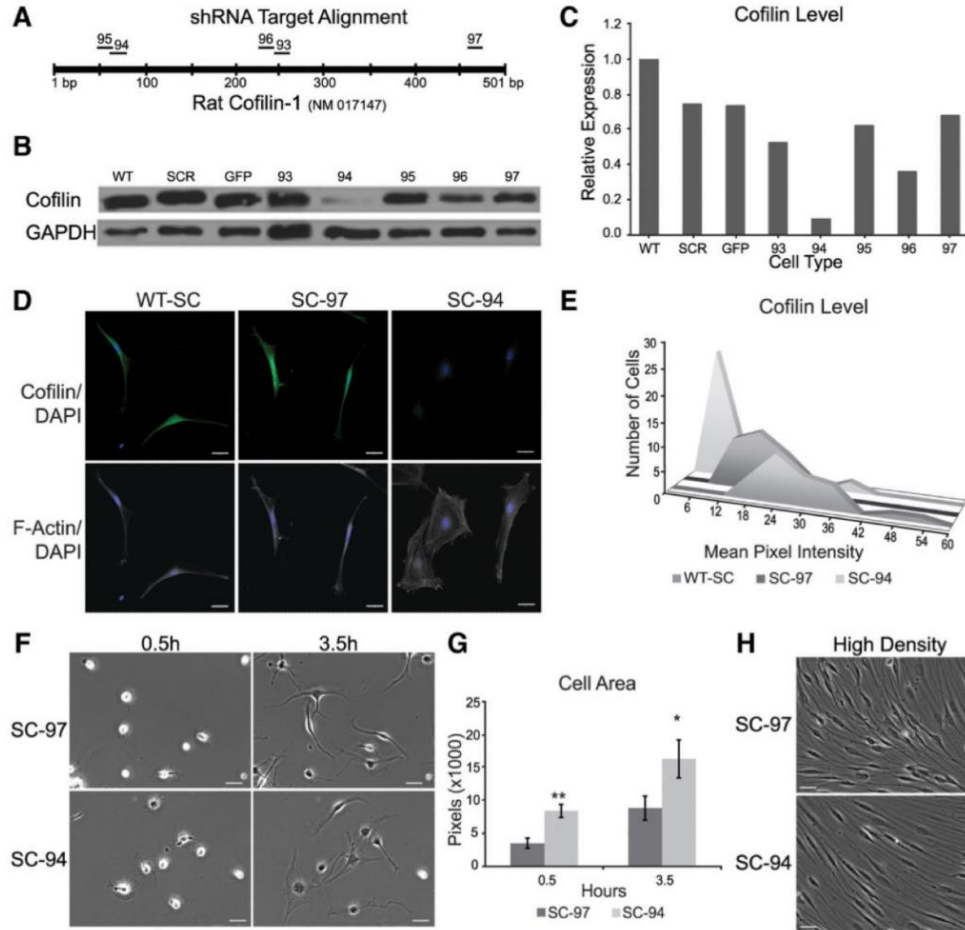 A
shRNA Target Alignment
95 94 96 93 97
1 bp 100 200 300 400 501 bp
Rat Cofilin-1 (NM 017147)
B
WT SCR GFP 93 94 95 96 97
Cofilin
GAPDH
C
Cofilin Level
Relative Expression
1.2
1.0
0.8
0.6
0.4
0.2
0.0
WT SCR GFP 93 94 95 96 97
Cell Type
D
WT-SC SC-97 SC-94
Cofilin/
DAPI
F-Actin/
DAPI
E
Cofilin Level
Number of Cells
30
25
20
15
10
5
0
6 12 18 24 30 36 42 48 54 60
Mean Pixel Intensity
WT-SC SC-97 SC-94
F
0.5h 3.5h
SC-97
SC-94
G
Cell Area
Pixels (x1000)
25
20
15
10
5
0
** *
0.5 3.5
Hours
SC-97 SC-94
H
High Density
SC-97
SC-94